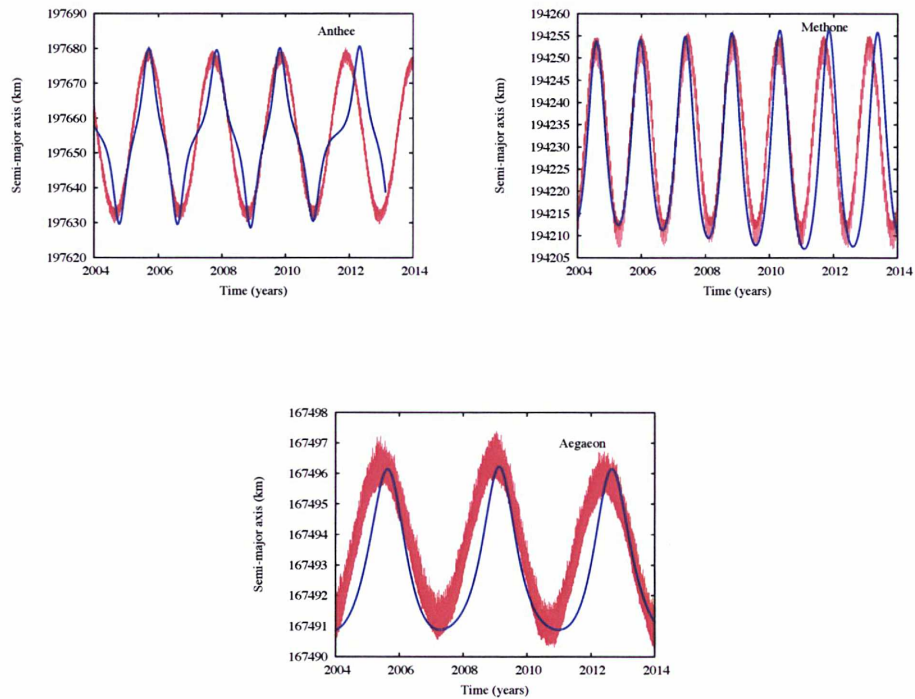 197690
197680
197670
197660
197650
197640
197630
197620
Semi-major axis (km)
Anthee
2004 2006 2008 2010 2012 2014
Time (years)
194260
194255
194250
194245
194240
194235
194230
194225
194220
194215
194210
194205
Semi-major axis (km)
Methone
2004 2006 2008 2010 2012 2014
Time (years)
167498
167497
167496
167495
167494
167493
167492
167491
167490
Semi-major axis (km)
Aegaeon
2004 2006 2008 2010 2012 2014
Time (years)